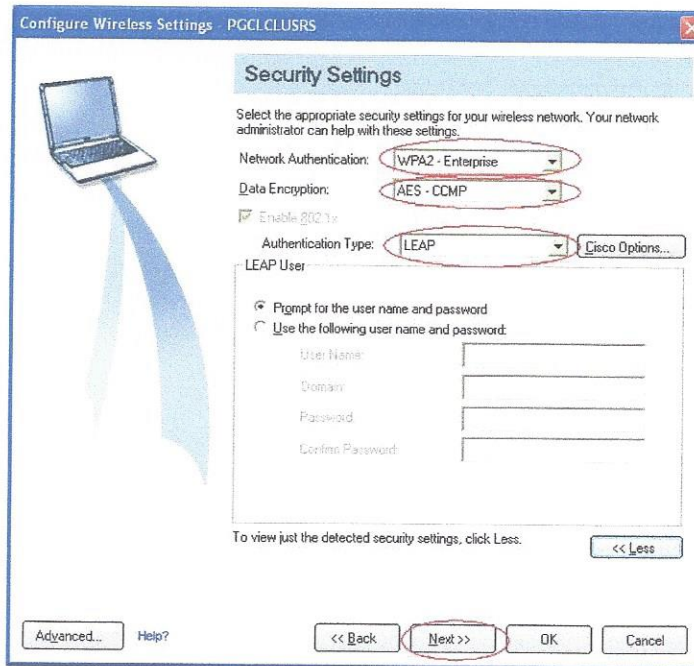 Configure Wireless Settings - PGCLCLUSRS
Security Settings
Select the appropriate security settings for your wireless network. Your network
administrator can help with these settings.
Network Authentication: WPA2 - Enterprise
Data Encryption: AES - CCMP
Enable 802.1x
Authentication Type: LEAP Cisco Options...
LEAP User
Prompt for the user name and password
Use the following user name and password:
User Name:
Domain:
Password:
Confirm Password:
To view just the detected security settings, click Less.
<< Less
Advanced... Help? << Back Next >> OK Cancel